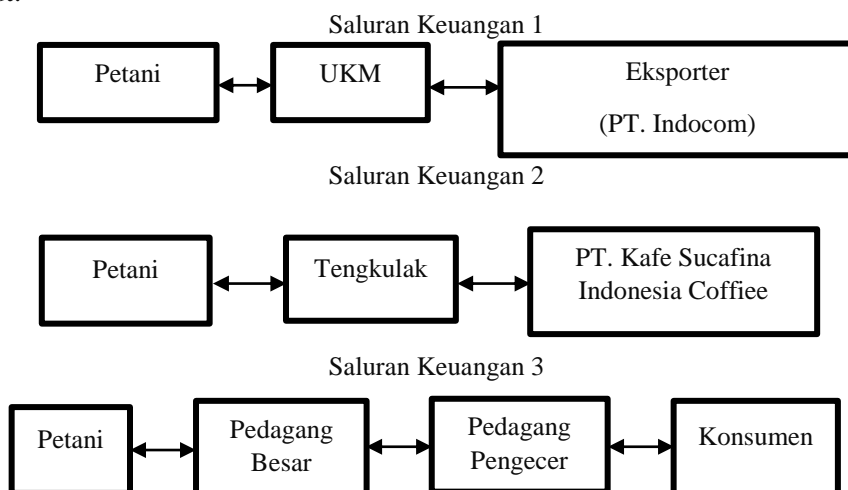 Saluran Keuangan 1
Petani
UKM
Eksporter
(PT. Indocom)
Saluran Keuangan 2
Petani
Tengkulak
PT. Kafe Sucafina
Indonesia Coffiee
Saluran Keuangan 3
Petani
Pedagang
Besar
Pedagang
Pengecer
Konsumen